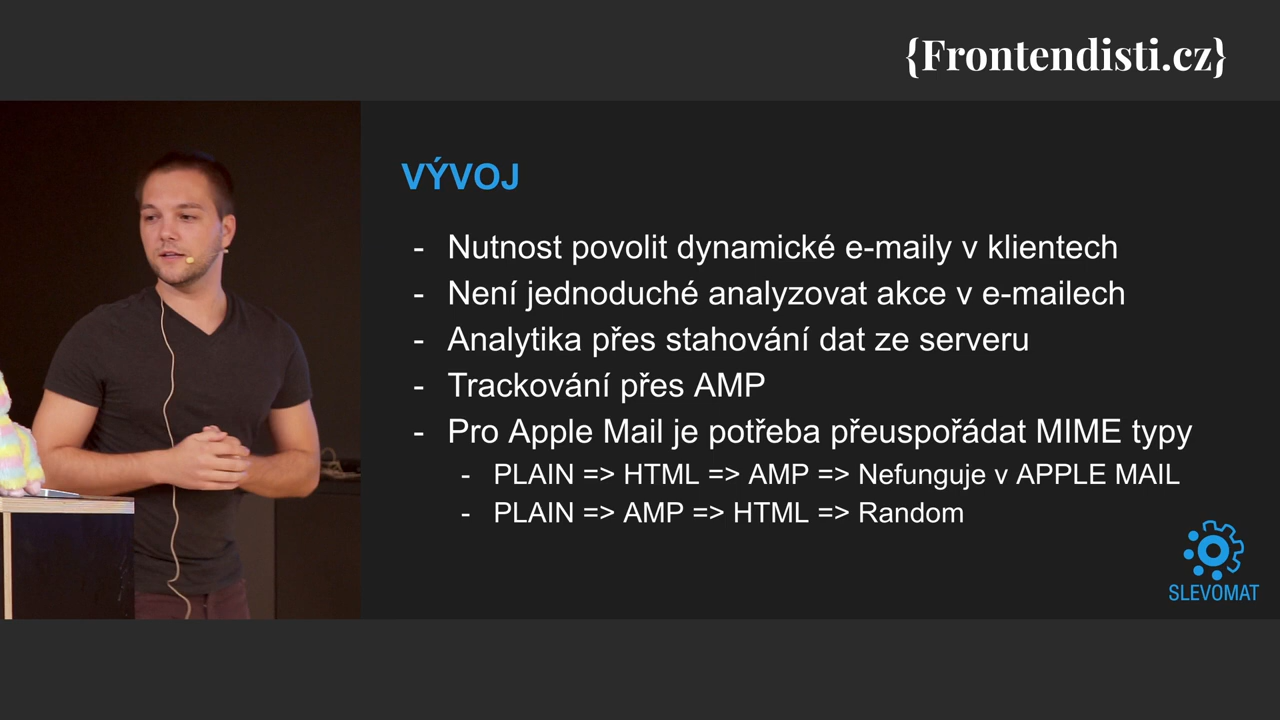 {Frontendisti.cz}
VÝVOJ
- Nutnost povolit dynamické e-maily v klientech
- Není jednoduché analyzovat akce v e-mailech
- Analytika přes stahování dat ze serveru
- Trackování přes AMP
- Pro Apple Mail je potřeba přeuspořádat MIME typy
- PLAIN => HTML => AMP => Nefunguje v APPLE MAIL
- PLAIN => AMP => HTML => Random
SLEVOMAT